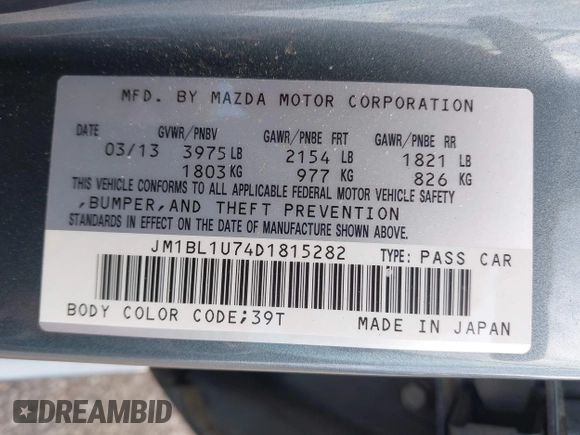 MFD. BY MAZDA MOTOR CORPORATION
DATE GVWR/PNBV GAWR/PNBE FRT GAWR/PNBE RR
03/13 3975 LB 2154 LB 1821 LB
1803 KG 977 KG 826 KG
THIS VEHICLE CONFORMS TO ALL APPLICABLE FEDERAL MOTOR VEHICLE SAFETY
,BUMPER,AND THEFT PREVENTION
STANDARDS IN EFFECT ON THE DATE OF MANUFACTURE SHOWN ABOVE.
JM1BL1U74D1815282 TYPE: PASS CAR
BODY COLOR CODE;39T MADE IN JAPAN
DREAMBID